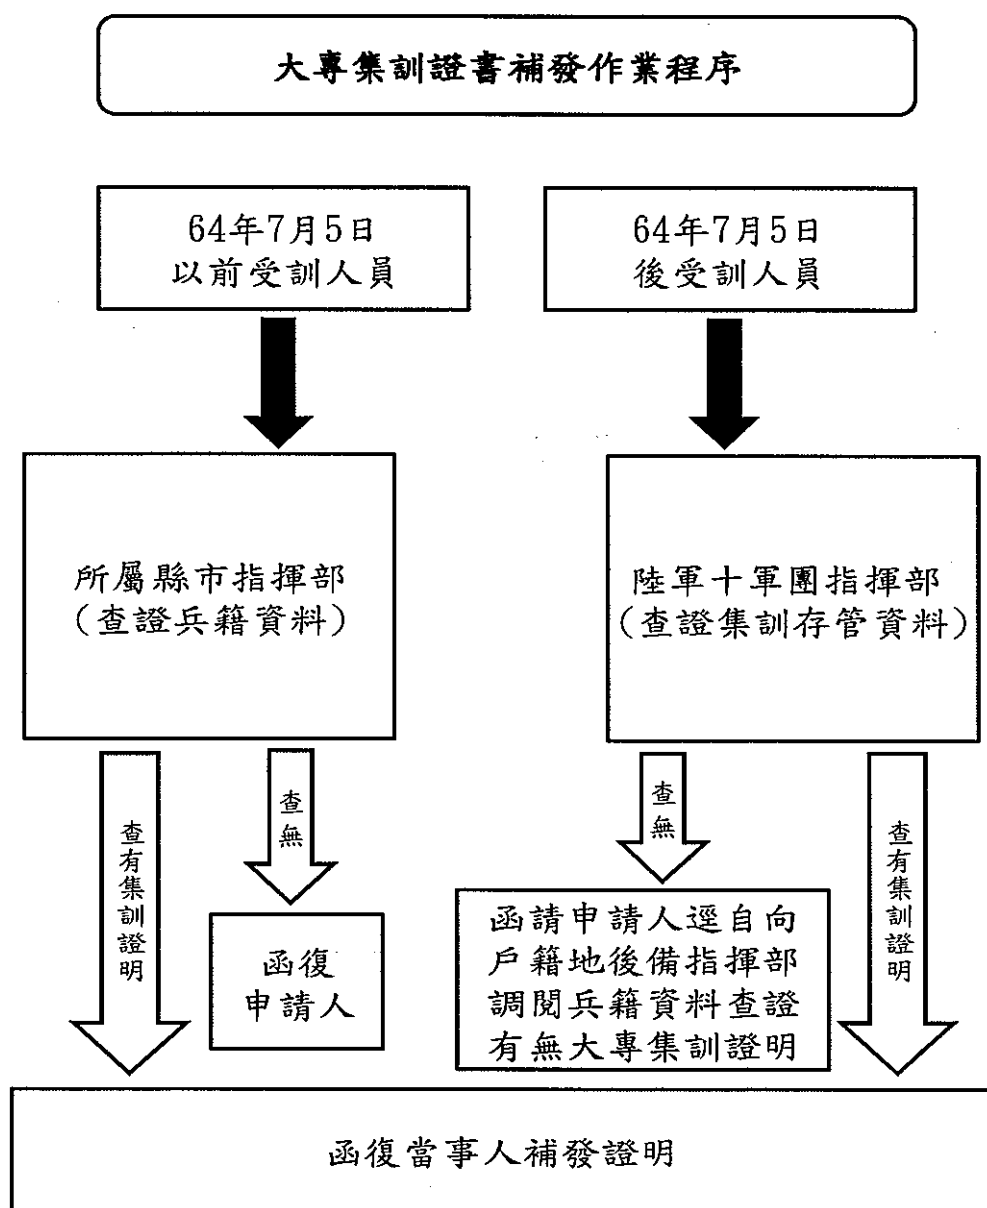 大專集訓證書補發作業程序
64年7月5日
以前受訓人員
64年7月5日
後受訓人員
所屬縣市指揮部
(查證兵籍資料)
陸軍十軍團指揮部
(查證集訓存管資料)
查有集訓證明
查無
查無
查有集訓證明
函復
申請人
函請申請人逕自向
戶籍地後備指揮部
調閱兵籍資料查證
有無大專集訓證明
函復當事人補發證明